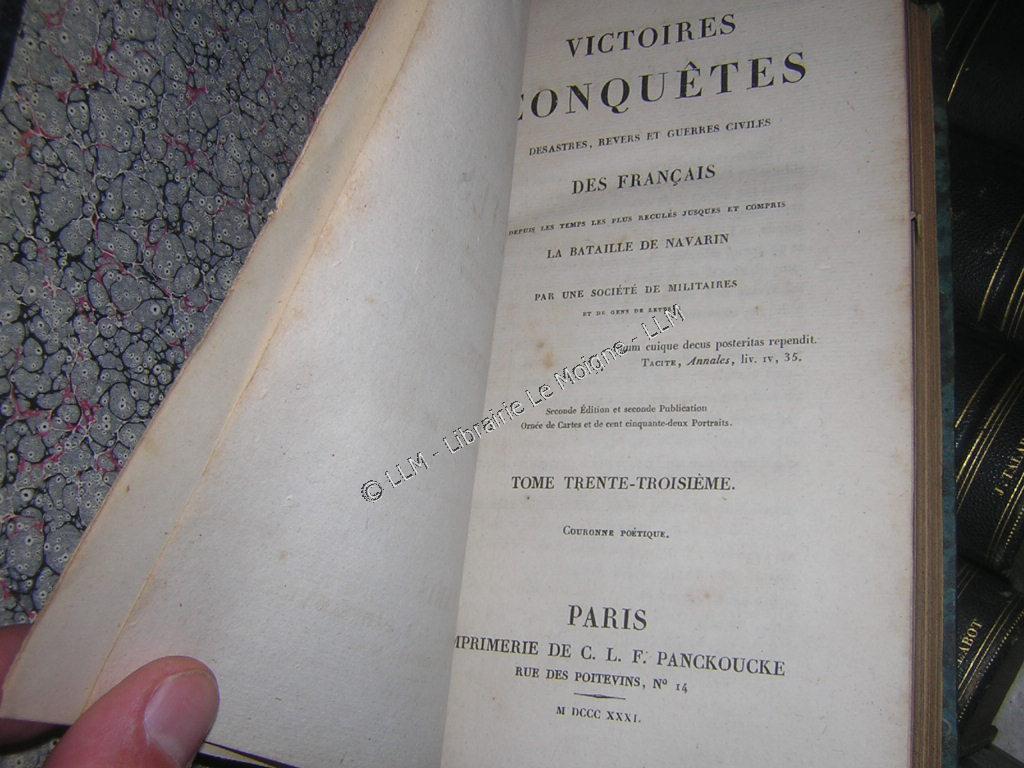 VICTOIRES
CONQUÊTES
DESASTRES, REVERS ET GUERRES CIVILES
DES FRANÇAIS
DEPUIS LES TEMPS LES PLUS RECULÉS JUSQUES ET COMPRIS
LA BATAILLE DE NAVARIN
PAR UNE SOCIÉTÉ DE MILITAIRES
ET DE GENS DE LETTRES
Suum cuique decus posteritas rependit.
TACITE, Annales, liv. IV, 35.
Seconde Édition et seconde Publication
Ornée de Cartes et de cent cinquante-deux Portraits.
TOME TRENTE-TROISIÈME.
COURONNE POÉTIQUE.
PARIS
IMPRIMERIE DE C. L. F. PANCKOUCKE
RUE DES POITEVINS, Nº 14
M DCCC XXXI.
© LLM - Librairie Le Moigne - LLM